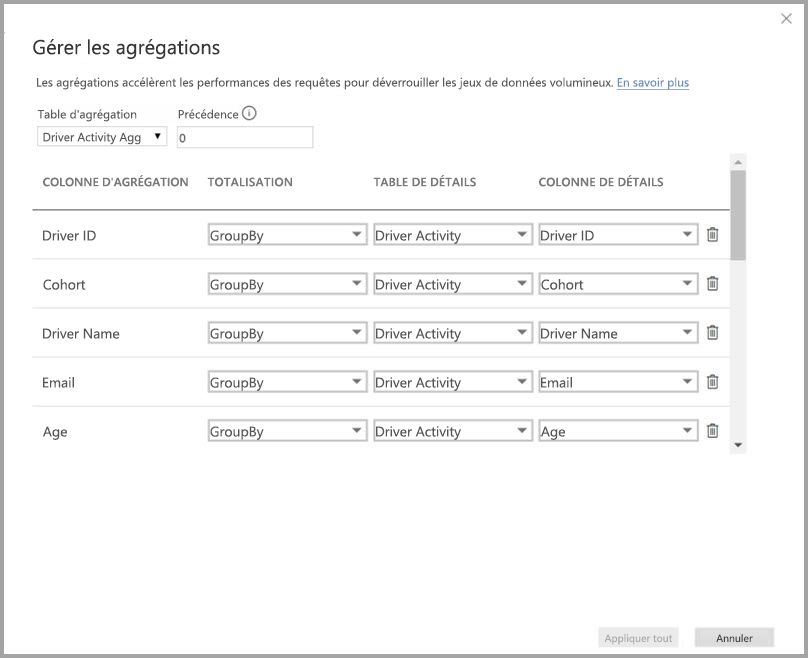 Gérer les agrégations
Les agrégations accélèrent les performances des requêtes pour déverrouiller les jeux de données volumineux. En savoir plus
Table d'agrégation Précédence
Driver Activity Agg 0
COLONNE D'AGRÉGATION TOTALISATION TABLE DE DÉTAILS COLONNE DE DÉTAILS
Driver ID GroupBy Driver Activity Driver ID
Cohort GroupBy Driver Activity Cohort
Driver Name GroupBy Driver Activity Driver Name
Email GroupBy Driver Activity Email
Age GroupBy Driver Activity Age
Appliquer tout Annuler